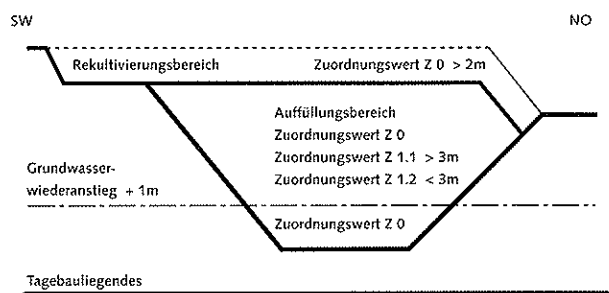 SW
NO
Rekultivierungsbereich
Zuordnungswert Z 0 > 2m
Auffüllungsbereich
Zuordnungswert Z 0
Zuordnungswert Z 1.1 > 3m
Zuordnungswert Z 1.2 < 3m
Grundwasser-
wiederanstieg + 1m
Zuordnungswert Z 0
Tagebauliegendes